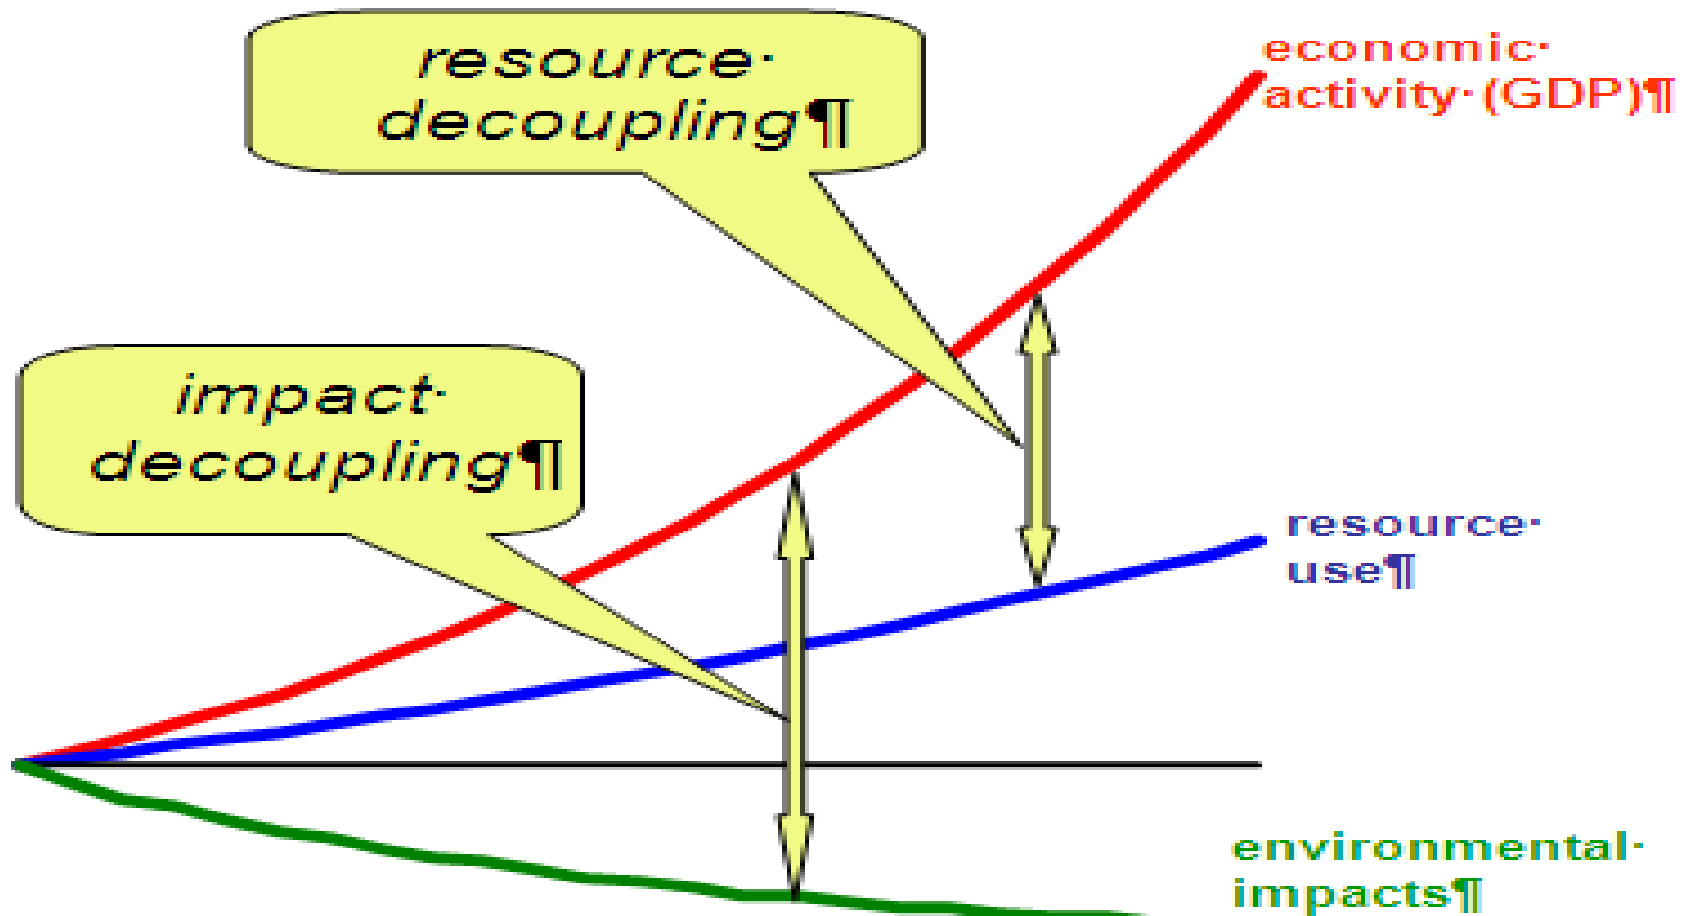 resource·
decoupling¶
economic·
activity·(GDP)¶
impact·
decoupling¶
resource·
use¶
environmental·
impacts¶